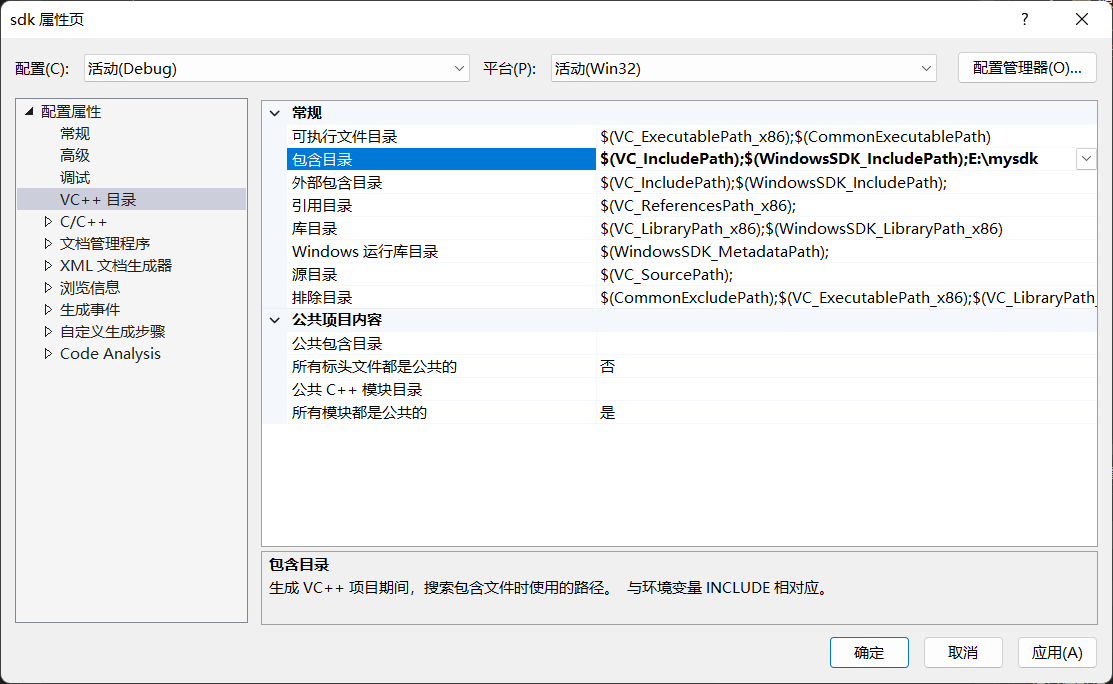 sdk 属性页
?
配置(C): 活动(Debug) 平台(P): 活动(Win32) 配置管理器(O)...
配置属性
常规
高级
调试
VC++ 目录
C/C++
文档管理程序
XML 文档生成器
浏览信息
生成事件
自定义生成步骤
Code Analysis
常规
可执行文件目录 $(VC_ExecutablePath_x86);$(CommonExecutablePath)
包含目录 $(VC_IncludePath);$(WindowsSDK_IncludePath);E:\mysdk
外部包含目录 $(VC_IncludePath);$(WindowsSDK_IncludePath);
引用目录 $(VC_ReferencesPath_x86);
库目录 $(VC_LibraryPath_x86);$(WindowsSDK_LibraryPath_x86)
Windows 运行库目录 $(WindowsSDK_MetadataPath);
源目录 $(VC_SourcePath);
排除目录 $(CommonExcludePath);$(VC_ExecutablePath_x86);$(VC_LibraryPath_
公共项目内容
公共包含目录
所有标头文件都是公共的 否
公共 C++ 模块目录
所有模块都是公共的 是
包含目录
生成 VC++ 项目期间，搜索包含文件时使用的路径。 与环境变量 INCLUDE 相对应。
确定 取消 应用(A)